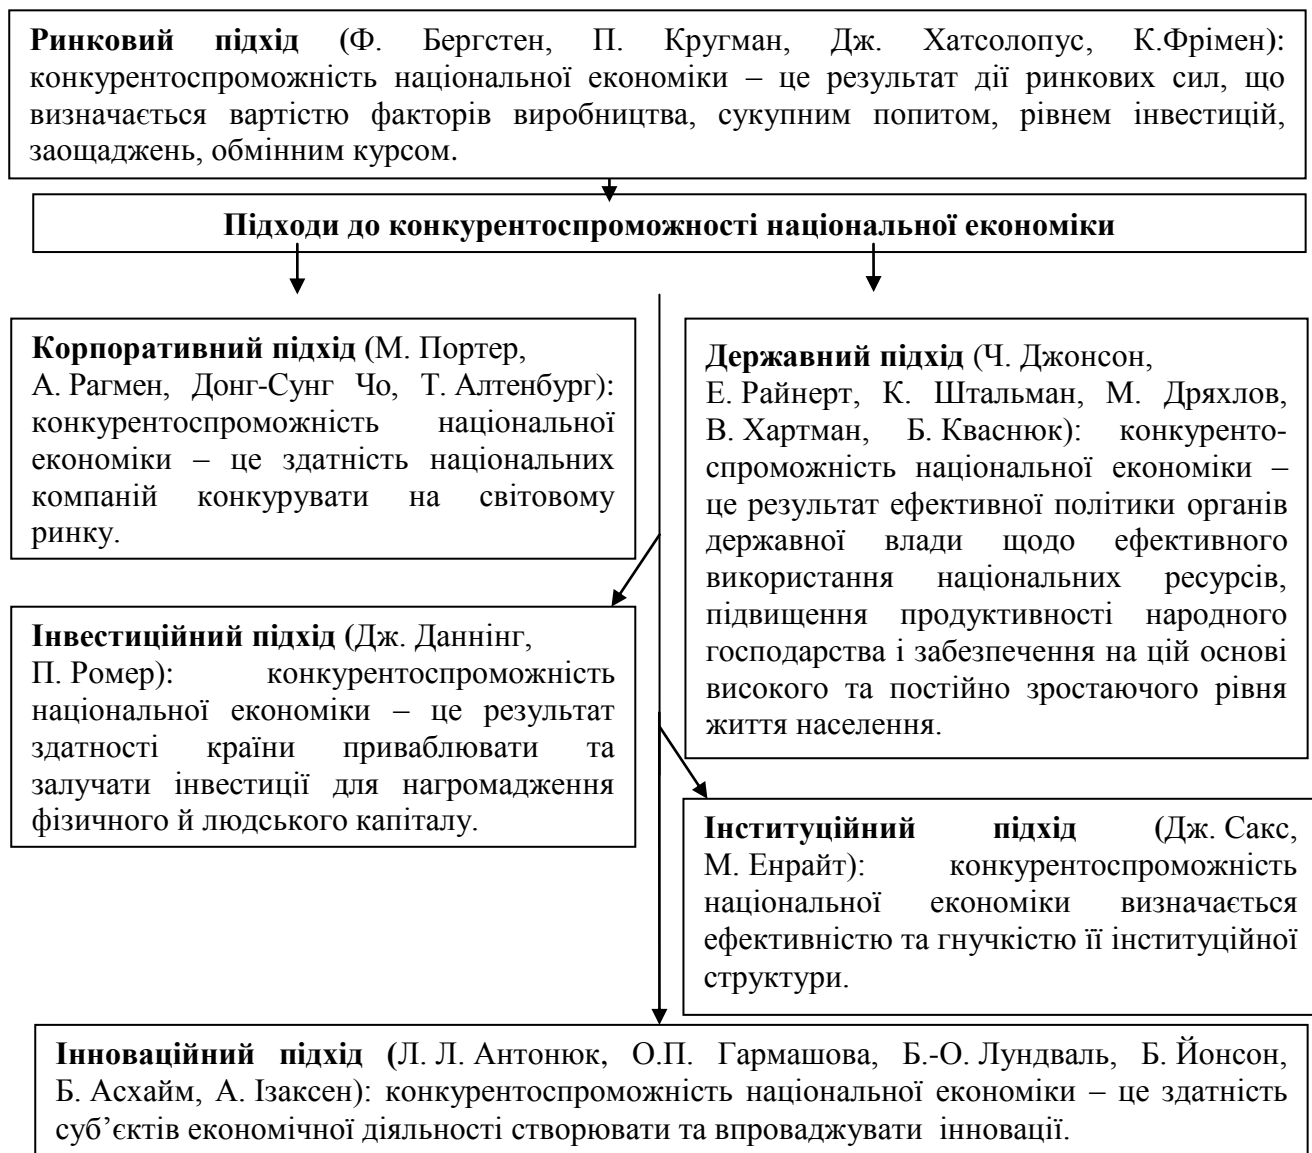 Ринковий підхід (Ф. Бергстен, П. Кругман, Дж. Хатсолопус, К.Фрімен):
конкурентоспроможність національної економіки – це результат дії ринкових сил, що
визначається вартістю факторів виробництва, сукупним попитом, рівнем інвестицій,
заощаджень, обмінним курсом.
Підходи до конкурентоспроможності національної економіки
Корпоративний підхід (М. Портер,
А. Рагмен, Донг-Сунг Чо, Т. Алтенбург):
конкурентоспроможність національної
економіки – це здатність національних
компаній конкурувати на світовому
ринку.
Державний підхід (Ч. Джонсон,
Е. Райнерт, К. Штальман, М. Дряхлов,
В. Хартман, Б. Кваснюк): конкуренто-
спроможність національної економіки –
це результат ефективної політики органів
державної влади щодо ефективного
використання національних ресурсів,
підвищення продуктивності народного
господарства і забезпечення на цій основі
високого та постійно зростаючого рівня
життя населення.
Інвестиційний підхід (Дж. Даннінг,
П. Ромер): конкурентоспроможність
національної економіки – це результат
здатності країни приваблювати та
залучати інвестиції для нагромадження
фізичного й людського капіталу.
Інституційний підхід (Дж. Сакс,
М. Енрайт): конкурентоспроможність
національної економіки визначається
ефективністю та гнучкістю її інституційної
структури.
Інноваційний підхід (Л. Л. Антонюк, О.П. Гармашова, Б.-О. Лундваль, Б. Йонсон,
Б. Асхайм, А. Ізаксен): конкурентоспроможність національної економіки – це здатність
суб’єктів економічної діяльності створювати та впроваджувати інновації.